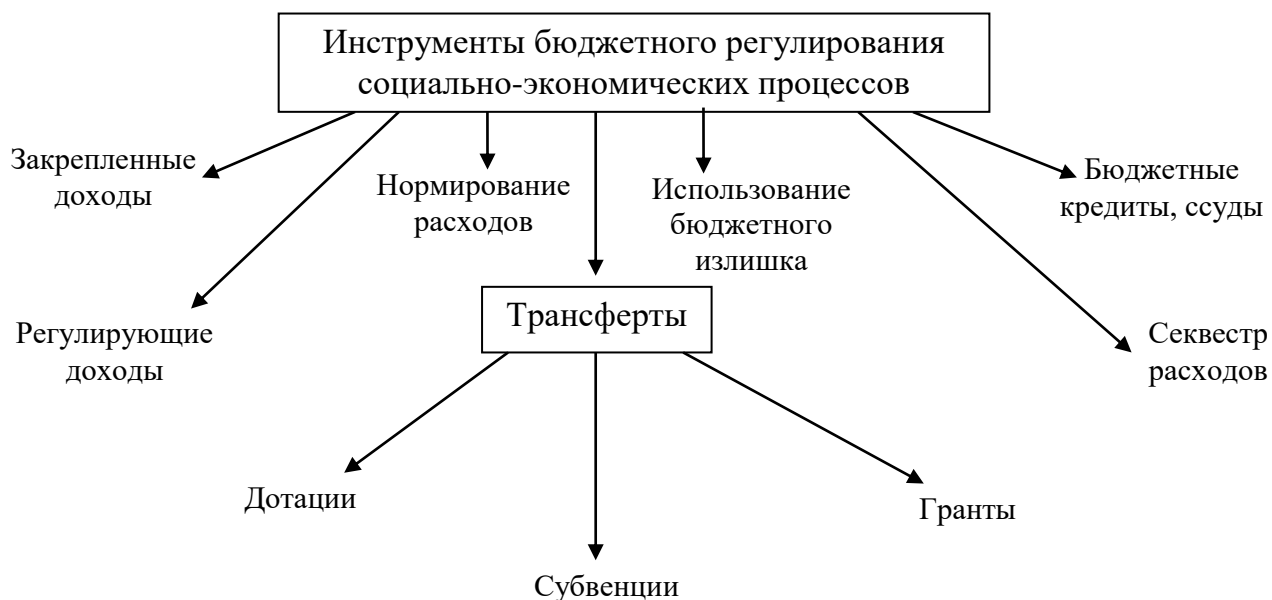 Инструменты бюджетного регулирования
социально-экономических процессов
Закрепленные
доходы
Нормирование
расходов
Использование
бюджетного
излишка
Бюджетные
кредиты, ссуды
Трансферты
Регулирующие
доходы
Секвестр
расходов
Дотации
Гранты
Субвенции